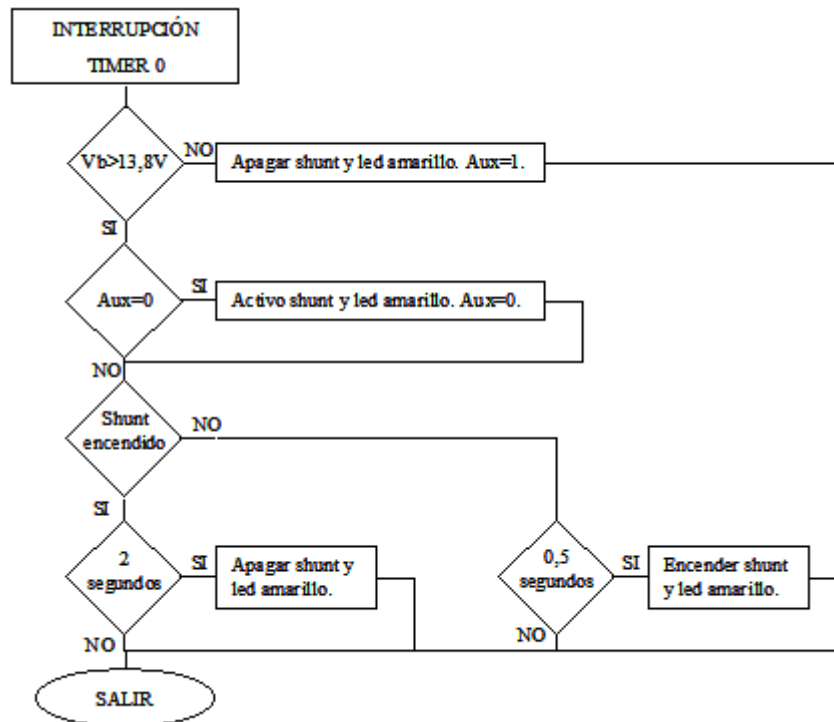 INTERRUPCIÓN
TIMER 0
Vb>13,8V
NO
Apagar shunt y led amarillo. Aux=1.
SI
Aux=0
SI
Activo shunt y led amarillo. Aux=0.
NO
Shunt
encendido
NO
SI
2
segundos
SI
Apagar shunt y
led amarillo.
0,5
segundos
SI
Encender shunt
y led amarillo.
NO
NO
SALIR